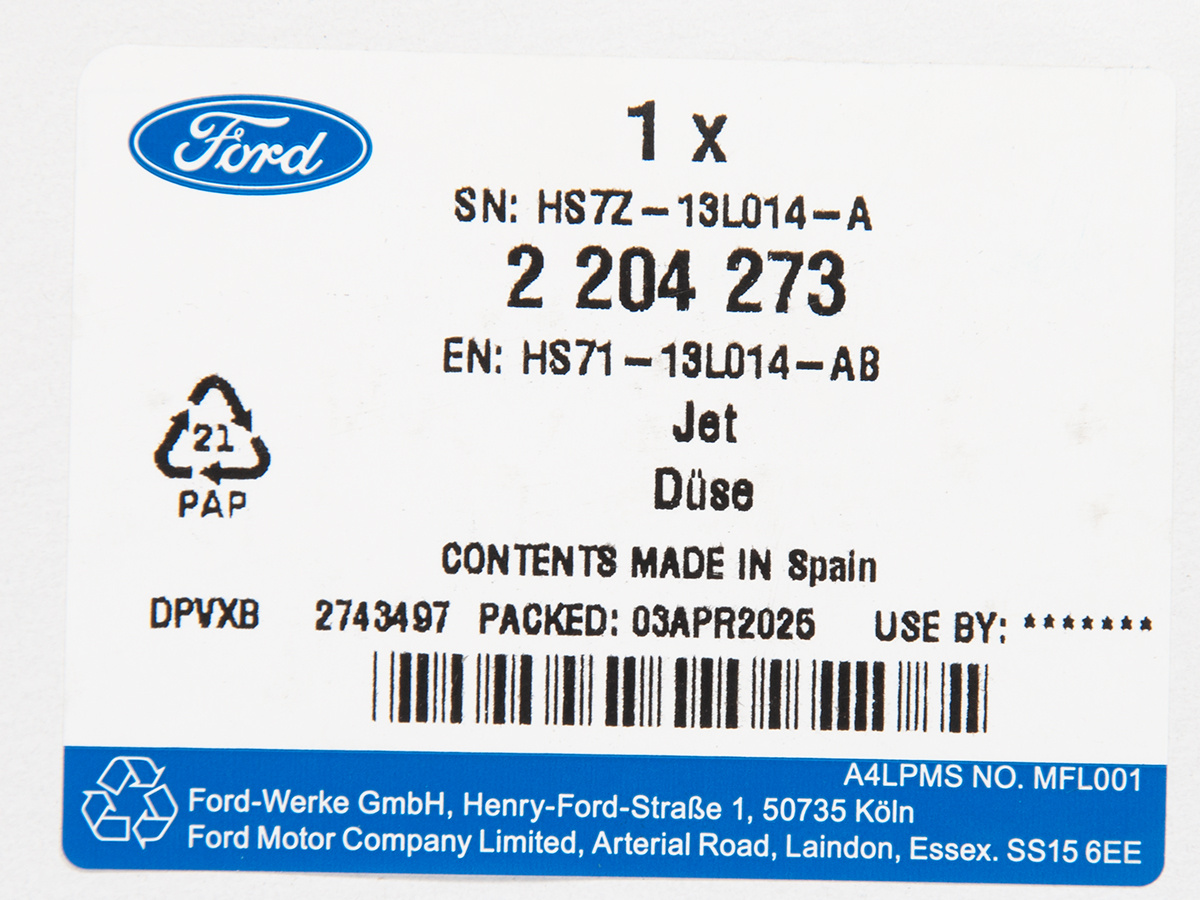 Ford
1 x
SN: HS7Z-13L014-A
2 204 273
EN: HS71-13L014-AB
Jet
Düse
21
PAP
CONTENTS MADE IN Spain
DPVXB 2743497 PACKED: 03APR2025 USE BY: *******
A4LPMS NO. MFL001
Ford-Werke GmbH, Henry-Ford-Straße 1, 50735 Köln
Ford Motor Company Limited, Arterial Road, Laindon, Essex. SS15 6EE